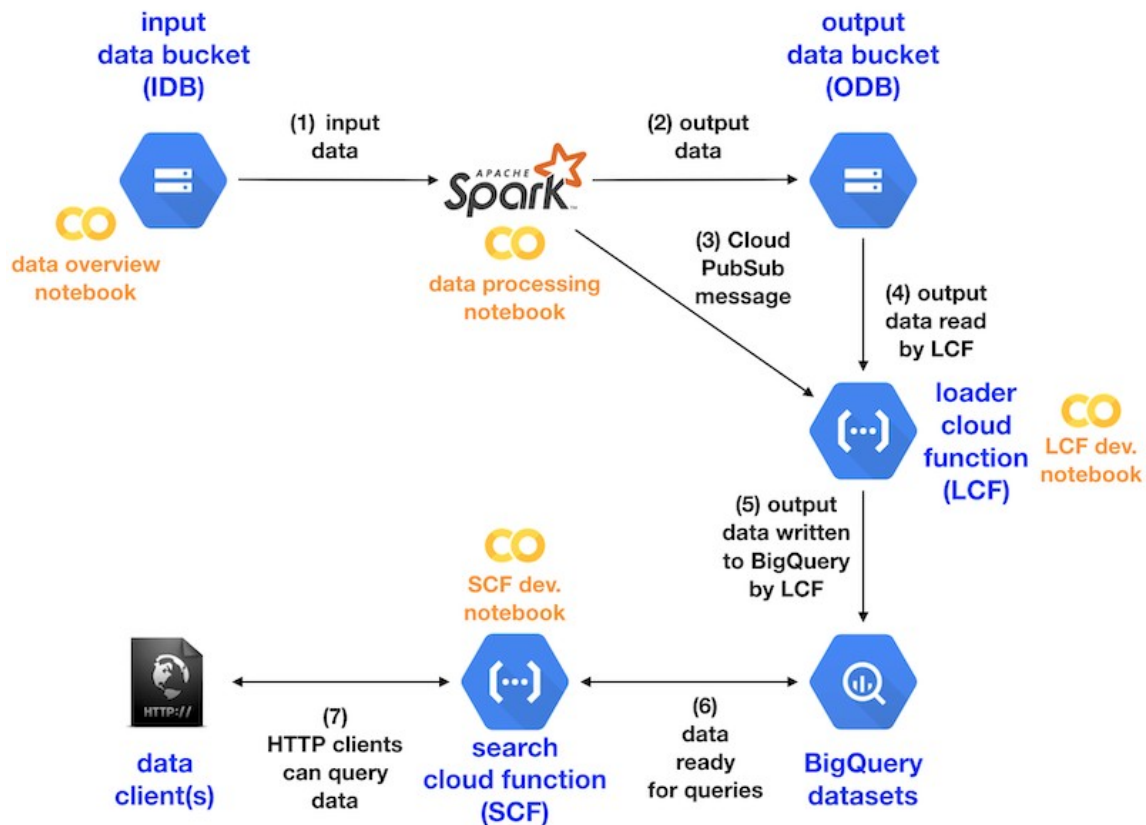 input
data bucket
(IDB)
output
data bucket
(ODB)
(1) input
data
(2) output
data
APACHE
Spark™
CO
data overview
notebook
CO
data processing
notebook
(3) Cloud
PubSub
message
(4) output
data read
by LCF
loader
cloud
function
(LCF)
CO
LCF dev.
notebook
(5) output
data written
to BigQuery
by LCF
CO
SCF dev.
notebook
HTTP://
(7)
HTTP clients
can query
data
(6)
data
ready
for queries
data
client(s)
search
cloud function
(SCF)
BigQuery
datasets